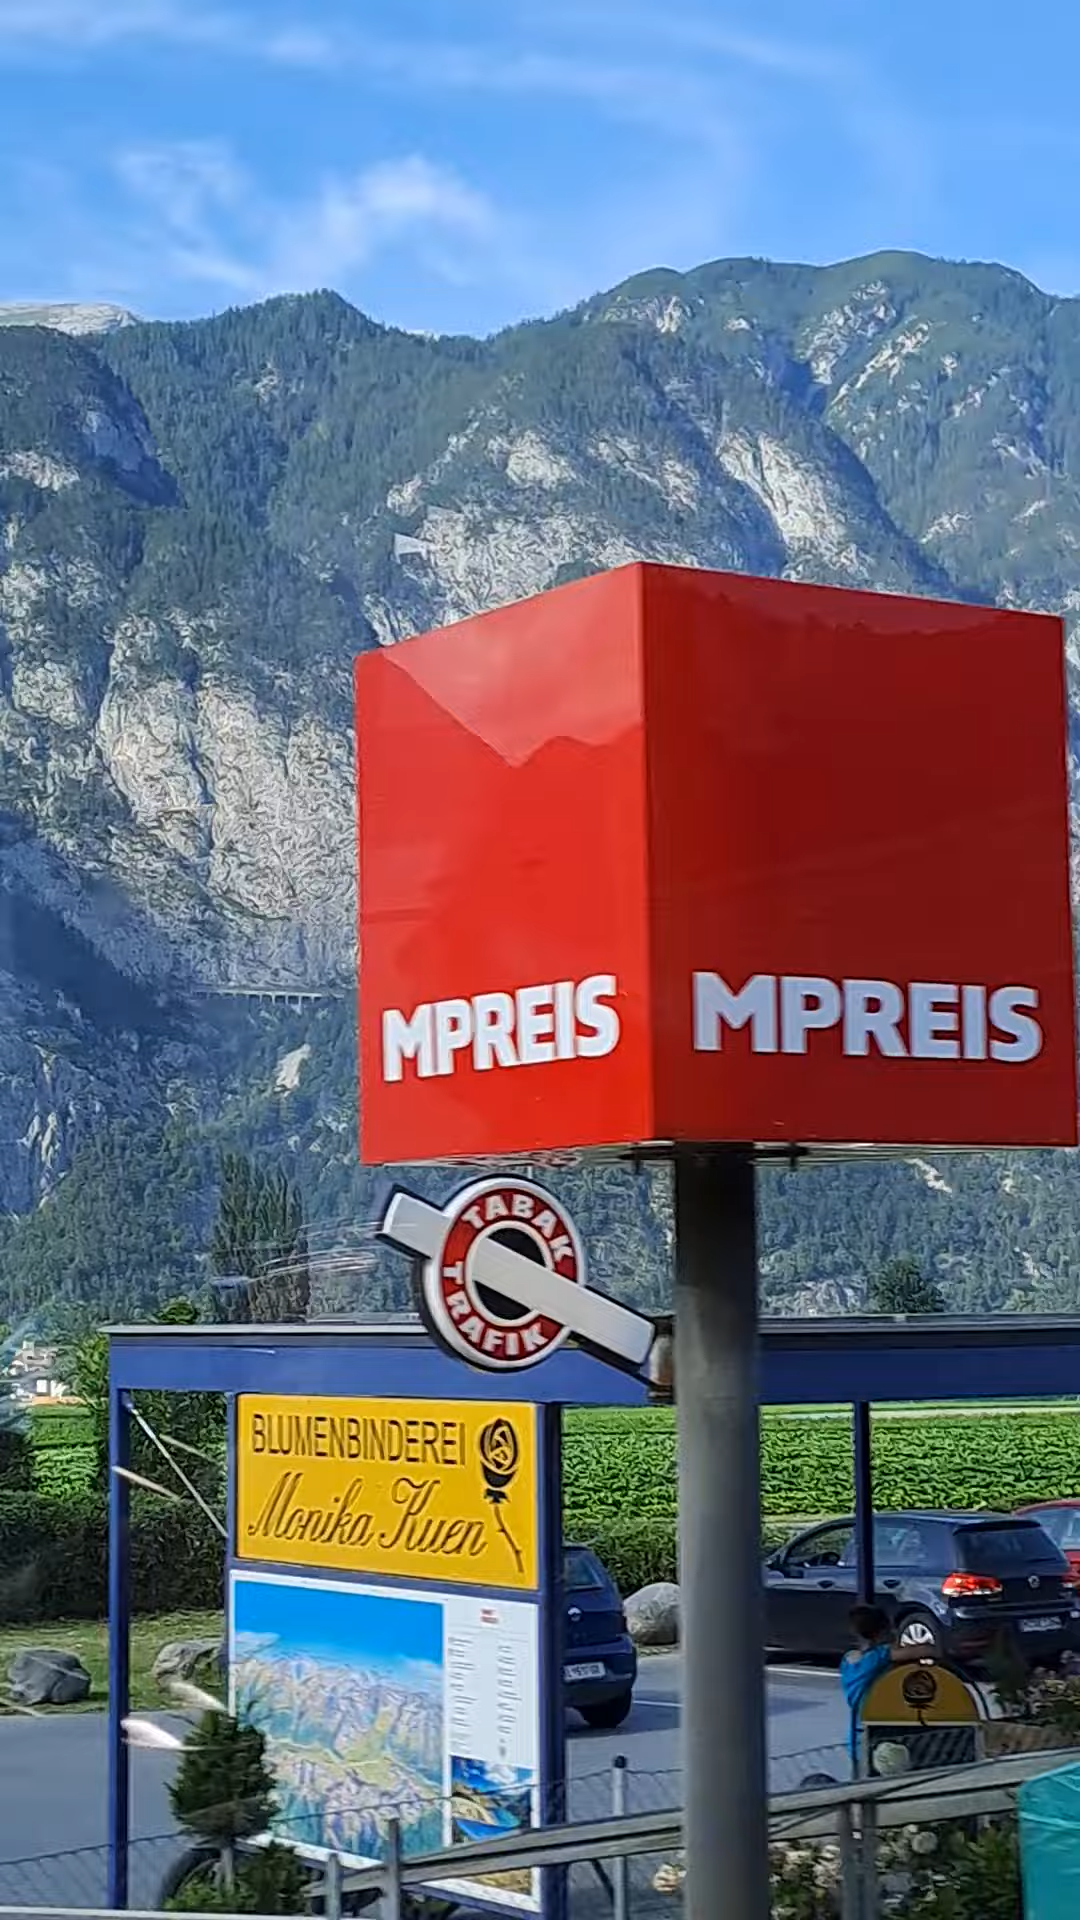 MPREIS
MPREIS
TABAK
TRAFIK
BLUMENBINDEREI
Monika Kuen